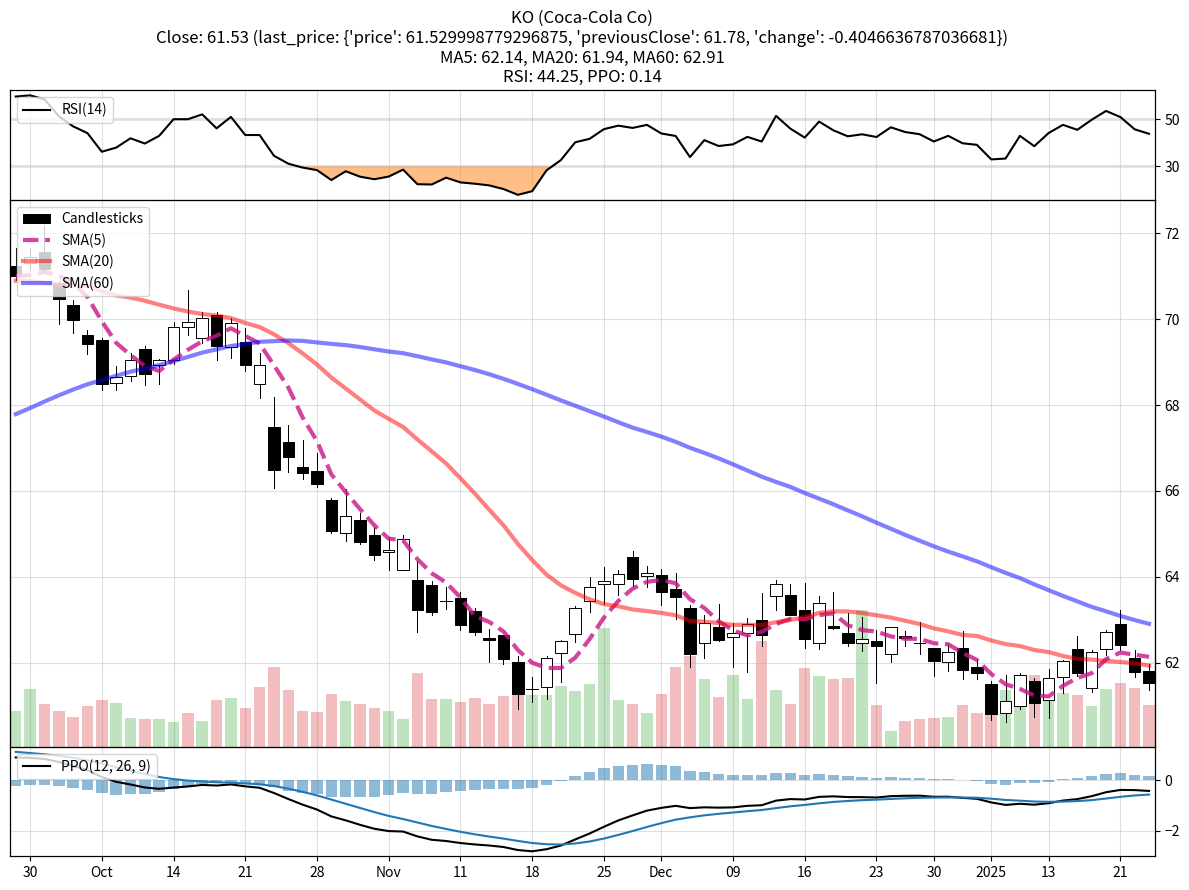 KO (Coca-Cola Co)
Close: 61.53 (last_price: {'price': 61.529998779296875, 'previousClose': 61.78, 'change': -0.4046636787036681})
MA5: 62.14, MA20: 61.94, MA60: 62.91
RSI: 44.25, PPO: 0.14
RSI(14)
50
30
Candlesticks
SMA(5)
SMA(20)
SMA(60)
72
70
68
66
64
62
PPO(12, 26, 9)
0
−2
30 Oct 14 21 28 Nov 11 18 25 Dec 09 16 23 30 2025 13 21